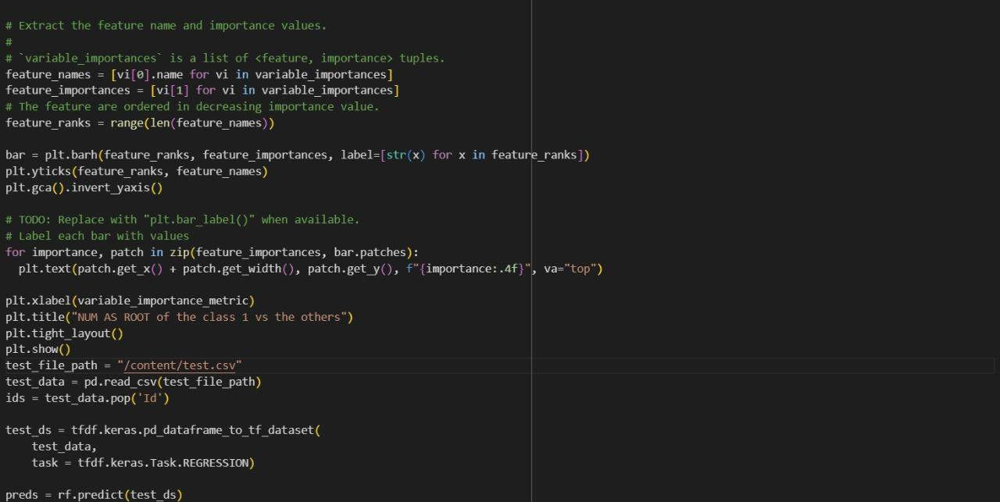 # Extract the feature name and importance values.
#
# `variable_importances` is a list of <feature, importance> tuples.
feature_names = [vi[0].name for vi in variable_importances]
feature_importances = [vi[1] for vi in variable_importances]
# The feature are ordered in decreasing importance value.
feature_ranks = range(len(feature_names))

bar = plt.barh(feature_ranks, feature_importances, label=[str(x) for x in feature_ranks])
plt.yticks(feature_ranks, feature_names)
plt.gca().invert_yaxis()

# TODO: Replace with "plt.bar_label()" when available.
# Label each bar with values
for importance, patch in zip(feature_importances, bar.patches):
  plt.text(patch.get_x() + patch.get_width(), patch.get_y(), f"{importance:.4f}", va="top")

plt.xlabel(variable_importance_metric)
plt.title("NUM AS ROOT of the class 1 vs the others")
plt.tight_layout()
plt.show()
test_file_path = "/content/test.csv"
test_data = pd.read_csv(test_file_path)
ids = test_data.pop('Id')

test_ds = tfdf.keras.pd_dataframe_to_tf_dataset(
    test_data,
    task = tfdf.keras.Task.REGRESSION)

preds = rf.predict(test_ds)